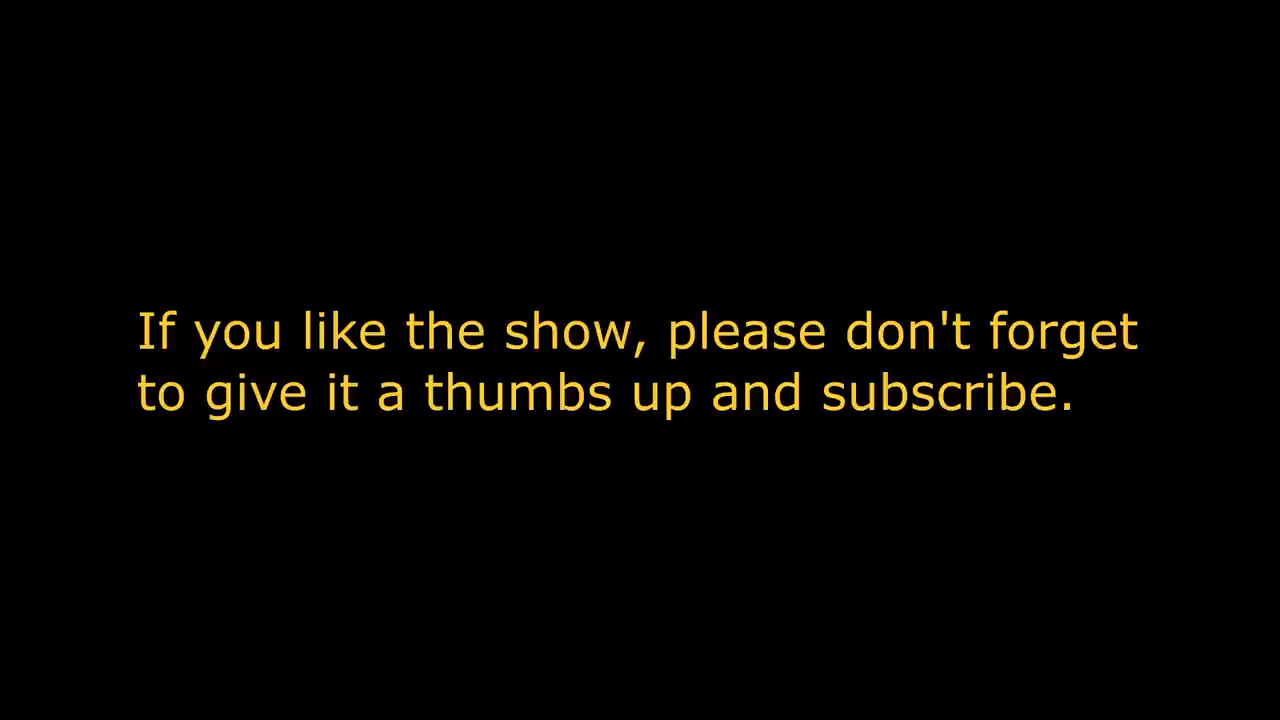 If you like the show, please don't forget
to give it a thumbs up and subscribe.